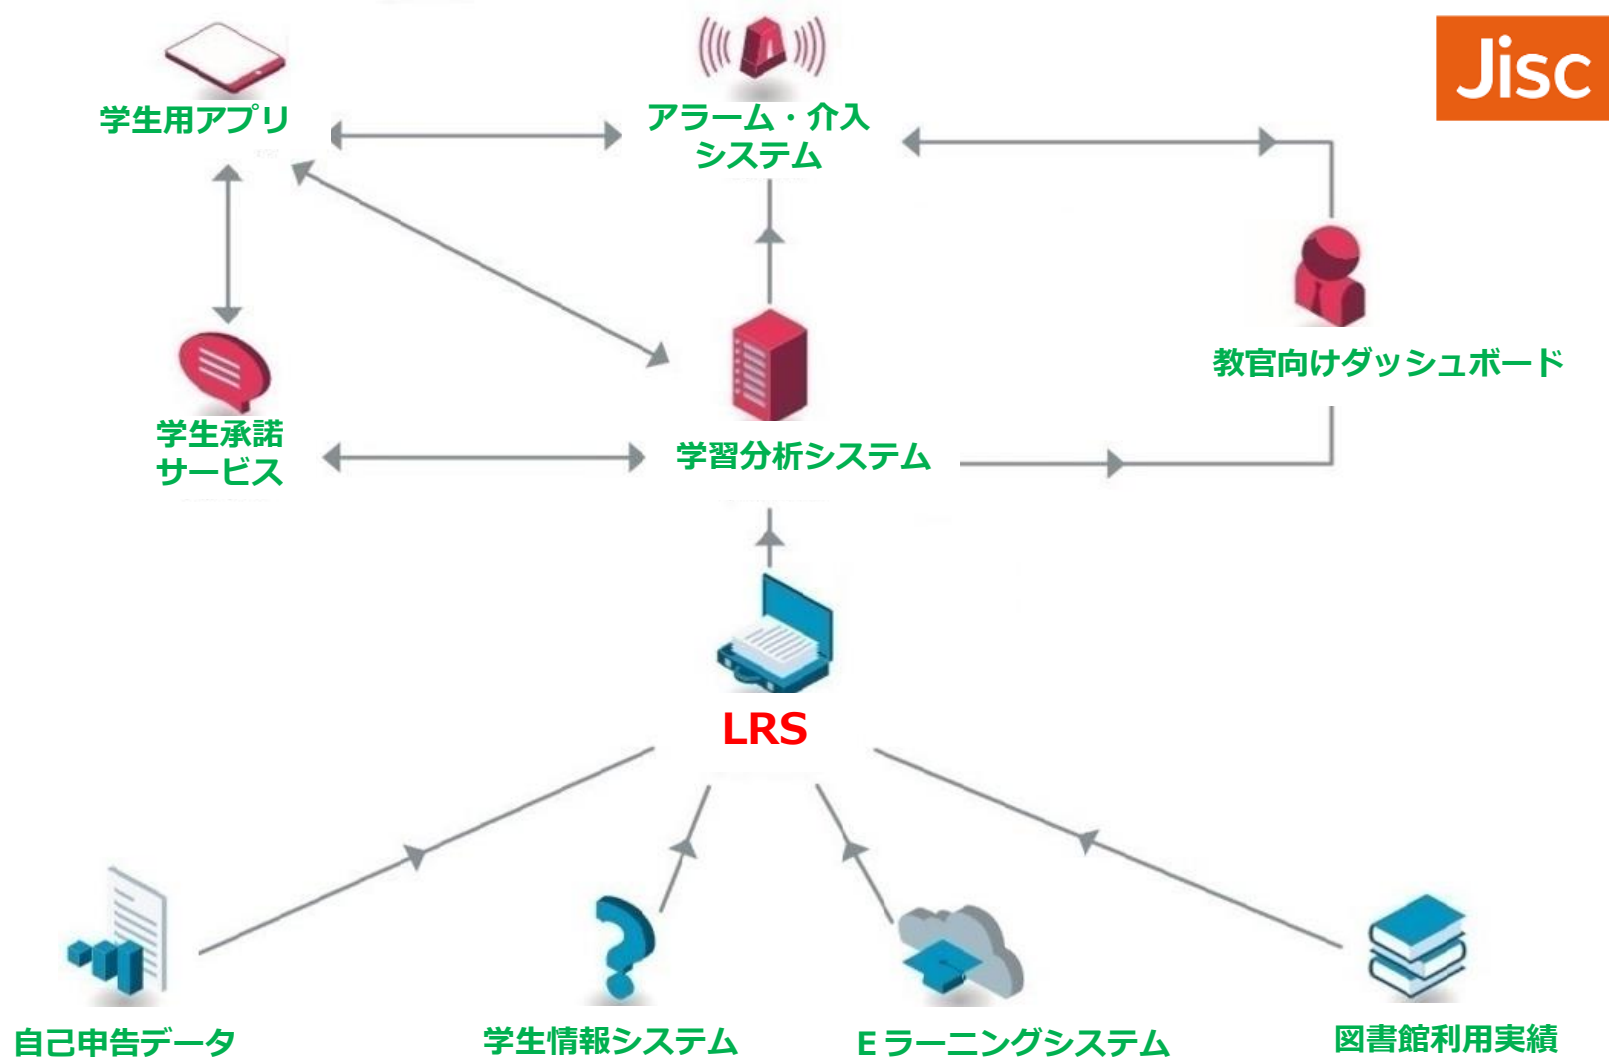 Jisc
学生用アプリ
アラーム・介入
システム
教官向けダッシュボード
学生承諾
サービス
学習分析システム
LRS
自己申告データ
学生情報システム
Eラーニングシステム
図書館利用実績